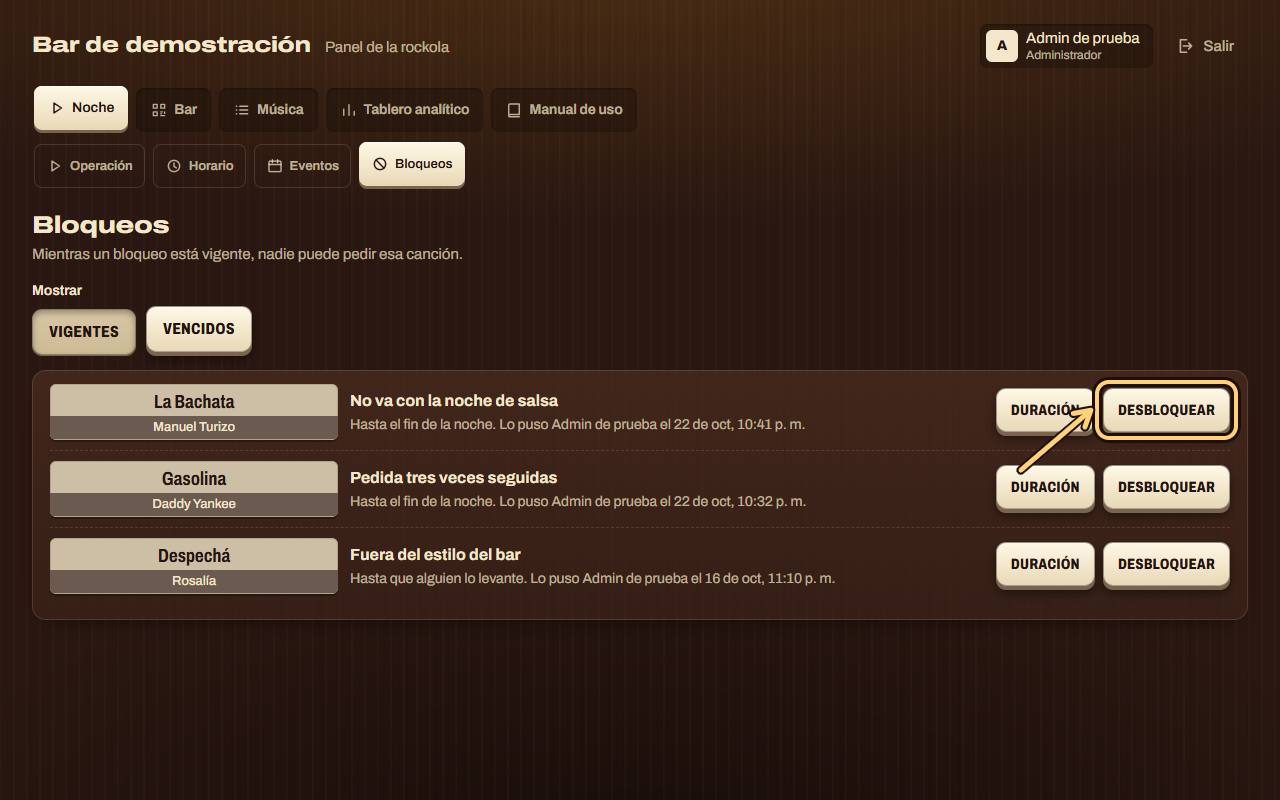 Bar de demostración Panel de la rockola
A Admin de prueba
Administrador
Salir
Noche Bar Música Tablero analítico Manual de uso
Operación Horario Eventos Bloqueos
Bloqueos
Mientras un bloqueo está vigente, nadie puede pedir esa canción.
Mostrar
VIGENTES VENCIDOS
La Bachata
Manuel Turizo
No va con la noche de salsa
Hasta el fin de la noche. Lo puso Admin de prueba el 22 de oct, 10:41 p. m.
DURACIÓN DESBLOQUEAR
Gasolina
Daddy Yankee
Pedida tres veces seguidas
Hasta el fin de la noche. Lo puso Admin de prueba el 22 de oct, 10:32 p. m.
DURACIÓN DESBLOQUEAR
Despechá
Rosalía
Fuera del estilo del bar
Hasta que alguien lo levante. Lo puso Admin de prueba el 16 de oct, 11:10 p. m.
DURACIÓN DESBLOQUEAR